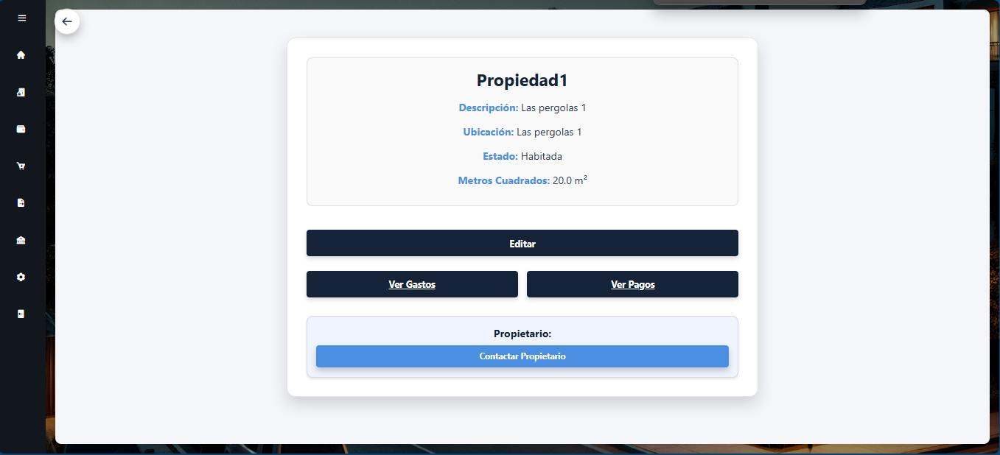 Propiedad1
Descripción: Las pergolas 1
Ubicación: Las pergolas 1
Estado: Habitada
Metros Cuadrados: 20.0 m²
Editar
Ver Gastos
Ver Pagos
Propietario:
Contactar Propietario